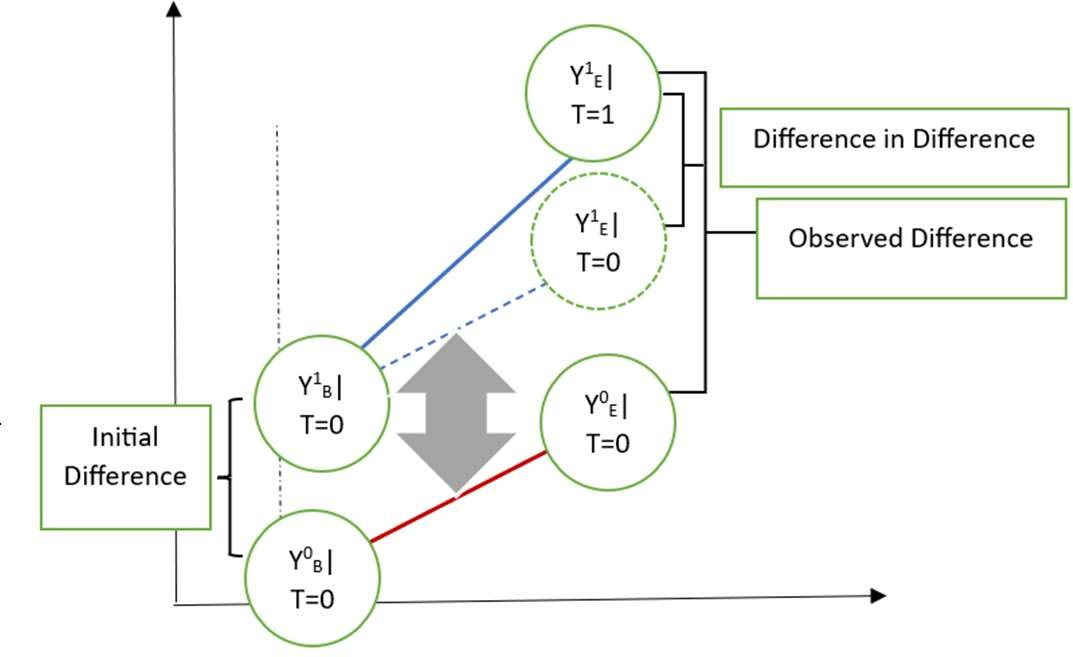 Y¹E|
T=1
Difference in Difference
Y¹E|
T=0
Observed Difference
Y¹B|
T=0
Y⁰E|
T=0
Initial
Difference
Y⁰B|
T=0